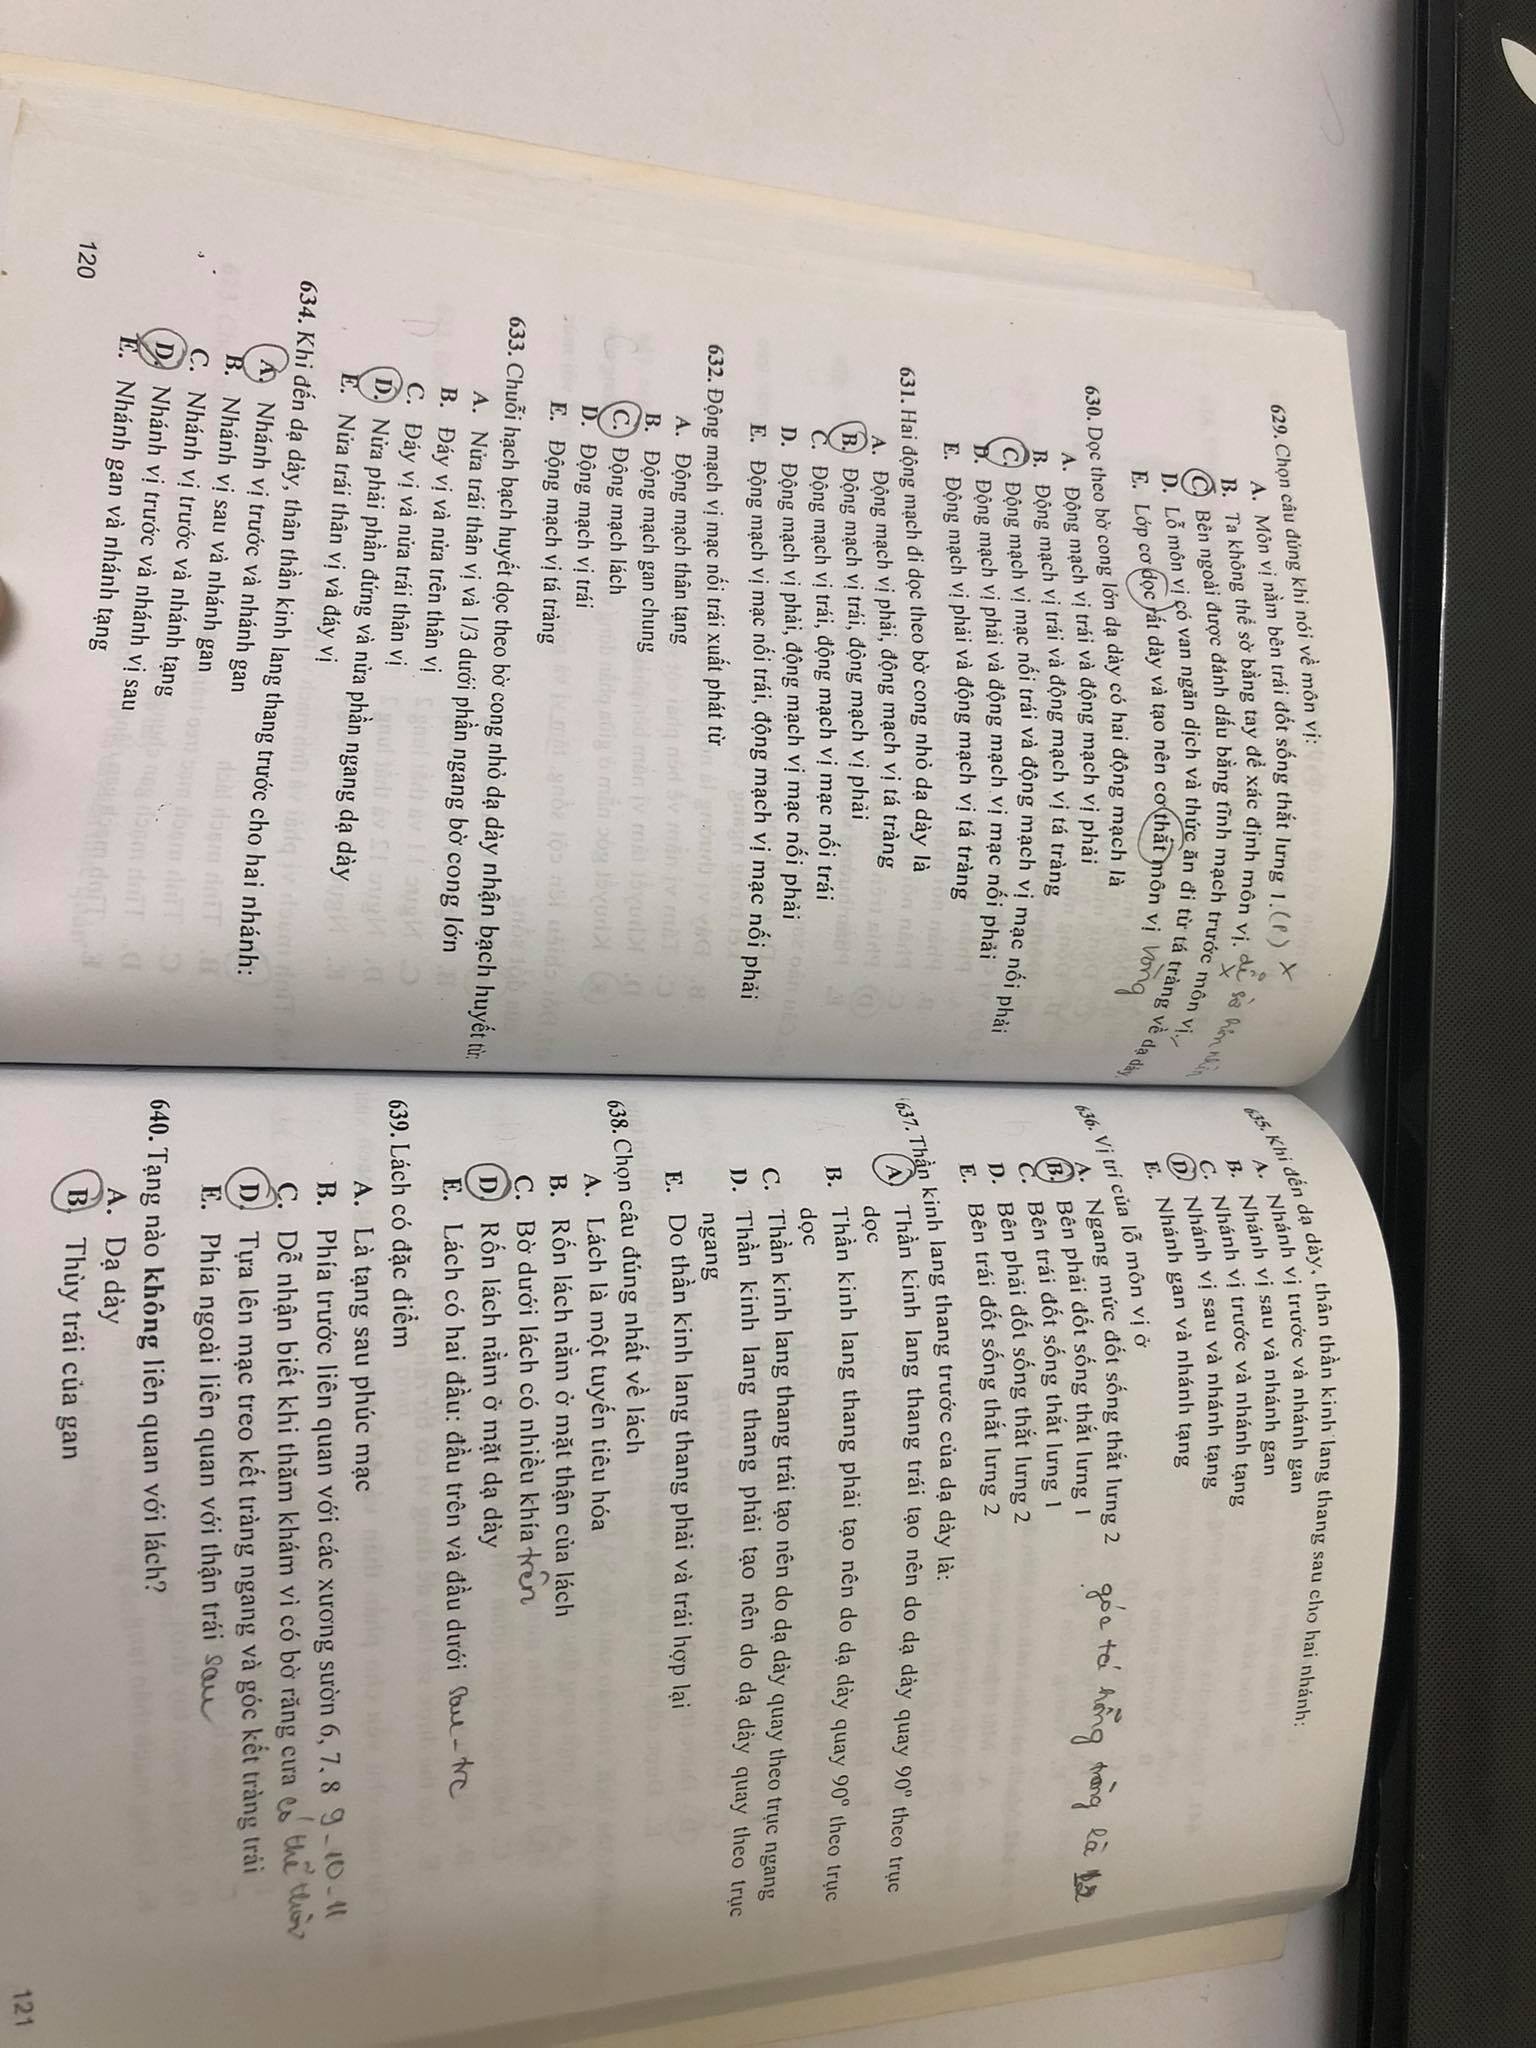 629. Chọn câu đúng khi nói về môn vị:
A. Môn vị nằm bên trái đốt sống thắt lưng 1. (P) X
B. Ta không thể sờ bằng tay để xác định môn vị. dễ sờ hơn nhìn
X
C. Bên ngoài được đánh dấu bằng tĩnh mạch trước môn vị.
D. Lỗ môn vị có van ngăn dịch và thức ăn đi từ tá tràng về dạ dày.
E. Lớp cơ dọc rất dày và tạo nên cơ thắt môn vị vòng
630. Dọc theo bờ cong lớn dạ dày có hai động mạch là
A. Động mạch vị trái và động mạch vị phải
B. Động mạch vị trái và động mạch vị tá tràng
C. Động mạch vị mạc nối trái và động mạch vị mạc nối phải
D. Động mạch vị phải và động mạch vị mạc nối phải
E. Động mạch vị phải và động mạch vị tá tràng
631. Hai động mạch đi dọc theo bờ cong nhỏ dạ dày là
A. Động mạch vị phải, động mạch vị tá tràng
B. Động mạch vị trái, động mạch vị phải
C. Động mạch vị trái, động mạch vị mạc nối trái
D. Động mạch vị phải, động mạch vị mạc nối phải
E. Động mạch vị mạc nối trái, động mạch vị mạc nối phải
632. Động mạch vị mạc nối trái xuất phát từ
A. Động mạch thân tạng
B. Động mạch gan chung
C. Động mạch lách
D. Động mạch vị trái
E. Động mạch vị tá tràng
633. Chuỗi hạch bạch huyết dọc theo bờ cong nhỏ dạ dày nhận bạch huyết từ:
A. Nửa trái thân vị và 1/3 dưới phần ngang bờ cong lớn
B. Đáy vị và nửa trên thân vị
C. Đáy vị và nửa trái thân vị
D. Nửa phải phần đứng và nửa phần ngang dạ dày
E. Nửa trái thân vị và đáy vị
634. Khi đến dạ dày, thân thần kinh lang thang trước cho hai nhánh:
A. Nhánh vị trước và nhánh gan
B. Nhánh vị sau và nhánh gan
C. Nhánh vị trước và nhánh tạng
D. Nhánh vị trước và nhánh vị sau
E. Nhánh gan và nhánh tạng
120
635. Khi đến dạ dày, thân thần kinh lang thang sau cho hai nhánh:
A. Nhánh vị trước và nhánh gan
B. Nhánh vị sau và nhánh gan
C. Nhánh vị trước và nhánh tạng
D. Nhánh vị sau và nhánh tạng
E. Nhánh gan và nhánh tạng
636. Vị trí của lỗ môn vị ở
A. Ngang mức đốt sống thắt lưng 2 góc tá hỗng tràng là
B. Bên phải đốt sống thắt lưng 1
C. Bên trái đốt sống thắt lưng 1
D. Bên phải đốt sống thắt lưng 2
E. Bên trái đốt sống thắt lưng 2
637. Thần kinh lang thang trước của dạ dày là:
A. Thần kinh lang thang trái tạo nên do dạ dày quay 90º theo trục
dọc
B. Thần kinh lang thang phải tạo nên do dạ dày quay 90º theo trục
dọc
C. Thần kinh lang thang trái tạo nên do dạ dày quay theo trục ngang
D. Thần kinh lang thang phải tạo nên do dạ dày quay theo trục
ngang
E. Do thần kinh lang thang phải và trái hợp lại
638. Chọn câu đúng nhất về lách
A. Lách là một tuyến tiêu hóa
B. Rốn lách nằm ở mặt thận của lách
C. Bờ dưới lách có nhiều khía trên
D. Rốn lách nằm ở mặt dạ dày
E. Lách có hai đầu: đầu trên và đầu dưới sau - trc
639. Lách có đặc điểm
A. Là tạng sau phúc mạc
B. Phía trước liên quan với các xương sườn 6, 7, 8 9 - 10 - 11
C. Dễ nhận biết khi thăm khám vì có bờ răng cưa có thể
D. Tựa lên mạc treo kết tràng ngang và góc kết tràng trái
E. Phía ngoài liên quan với thận trái sau
640. Tạng nào không liên quan với lách?
A. Dạ dày
B. Thùy trái của gan
121